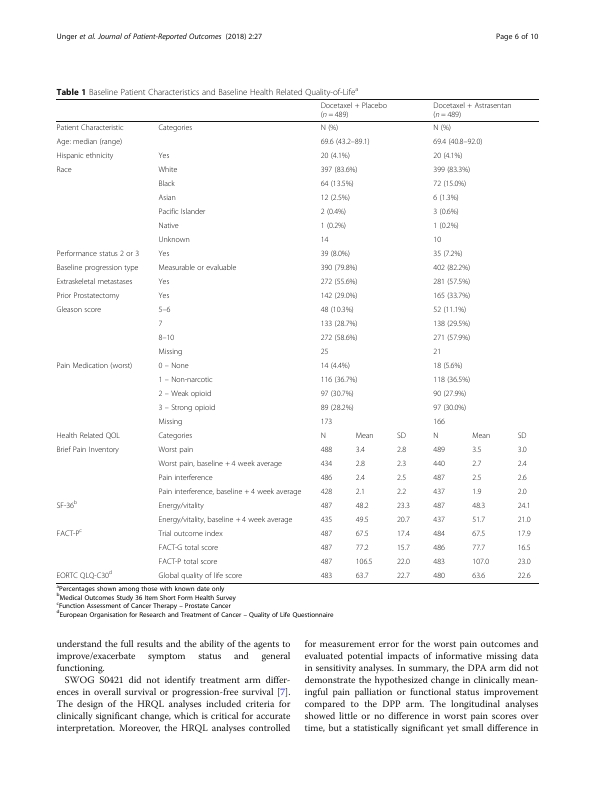 Unger et al. Journal of Patient-Reported Outcomes (2018) 2:27 Page 6 of 10
Table 1 Baseline Patient Characteristics and Baseline Health Related Quality-of-Lifea
Docetaxel + Placebo (n = 489) Docetaxel + Astrasentan (n = 489)
Patient Characteristic Categories N (%) N (%)
Age: median (range) 69.6 (43.2–89.1) 69.4 (40.8–92.0)
Hispanic ethnicity Yes 20 (4.1%) 20 (4.1%)
Race White 397 (83.6%) 399 (83.3%)
Black 64 (13.5%) 72 (15.0%)
Asian 12 (2.5%) 6 (1.3%)
Pacific Islander 2 (0.4%) 3 (0.6%)
Native 1 (0.2%) 1 (0.2%)
Unknown 14 10
Performance status 2 or 3 Yes 39 (8.0%) 35 (7.2%)
Baseline progression type Measurable or evaluable 390 (79.8%) 402 (82.2%)
Extraskeletal metastases Yes 272 (55.6%) 281 (57.5%)
Prior Prostatectomy Yes 142 (29.0%) 165 (33.7%)
Gleason score 5–6 48 (10.3%) 52 (11.1%)
7 133 (28.7%) 138 (29.5%)
8–10 272 (58.6%) 271 (57.9%)
Missing 25 21
Pain Medication (worst) 0 – None 14 (4.4%) 18 (5.6%)
1 – Non-narcotic 116 (36.7%) 118 (36.5%)
2 – Weak opioid 97 (30.7%) 90 (27.9%)
3 – Strong opioid 89 (28.2%) 97 (30.0%)
Missing 173 166
Health Related QOL Categories N Mean SD N Mean SD
Brief Pain Inventory Worst pain 488 3.4 2.8 489 3.5 3.0
Worst pain, baseline + 4 week average 434 2.8 2.3 440 2.7 2.4
Pain interference 486 2.4 2.5 487 2.5 2.6
Pain interference, baseline + 4 week average 428 2.1 2.2 437 1.9 2.0
SF-36b Energy/vitality 487 48.2 23.3 487 48.3 24.1
Energy/vitality, baseline + 4 week average 435 49.5 20.7 437 51.7 21.0
FACT-Pc Trial outcome index 487 67.5 17.4 484 67.5 17.9
FACT-G total score 487 77.2 15.7 486 77.7 16.5
FACT-P total score 487 106.5 22.0 483 107.0 23.0
EORTC QLQ-C30d Global quality of life score 483 63.7 22.7 480 63.6 22.6
aPercentages shown among those with known date only
bMedical Outcomes Study 36 Item Short Form Health Survey
cFunction Assessment of Cancer Therapy – Prostate Cancer
dEuropean Organisation for Research and Treatment of Cancer – Quality of Life Questionnaire
understand the full results and the ability of the agents to
improve/exacerbate symptom status and general
functioning.
SWOG S0421 did not identify treatment arm differ-
ences in overall survival or progression-free survival [7].
The design of the HRQL analyses included criteria for
clinically significant change, which is critical for accurate
interpretation. Moreover, the HRQL analyses controlled
for measurement error for the worst pain outcomes and
evaluated potential impacts of informative missing data
in sensitivity analyses. In summary, the DPA arm did not
demonstrate the hypothesized change in clinically mean-
ingful pain palliation or functional status improvement
compared to the DPP arm. The longitudinal analyses
showed little or no difference in worst pain scores over
time, but a statistically significant yet small difference in